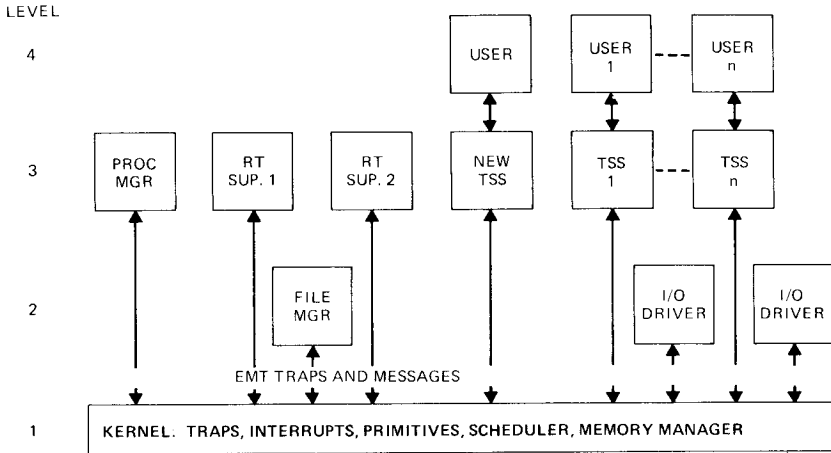 LEVEL
4
USER
USER
1
USER
n
3
PROC
MGR
RT
SUP. 1
RT
SUP. 2
NEW
TSS
TSS
1
TSS
n
2
FILE
MGR
I/O
DRIVER
I/O
DRIVER
EMT TRAPS AND MESSAGES
1
KERNEL: TRAPS, INTERRUPTS, PRIMITIVES, SCHEDULER, MEMORY MANAGER